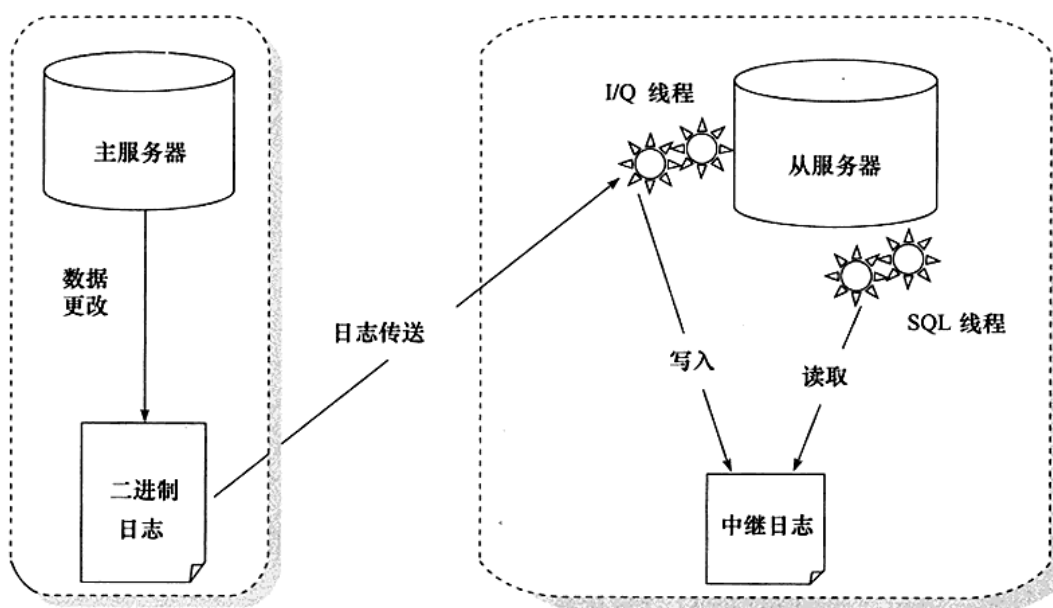 主服务器
数据
更改
二进制
日志
日志传送
I/Q 线程
从服务器
SQL 线程
写入
读取
中继日志